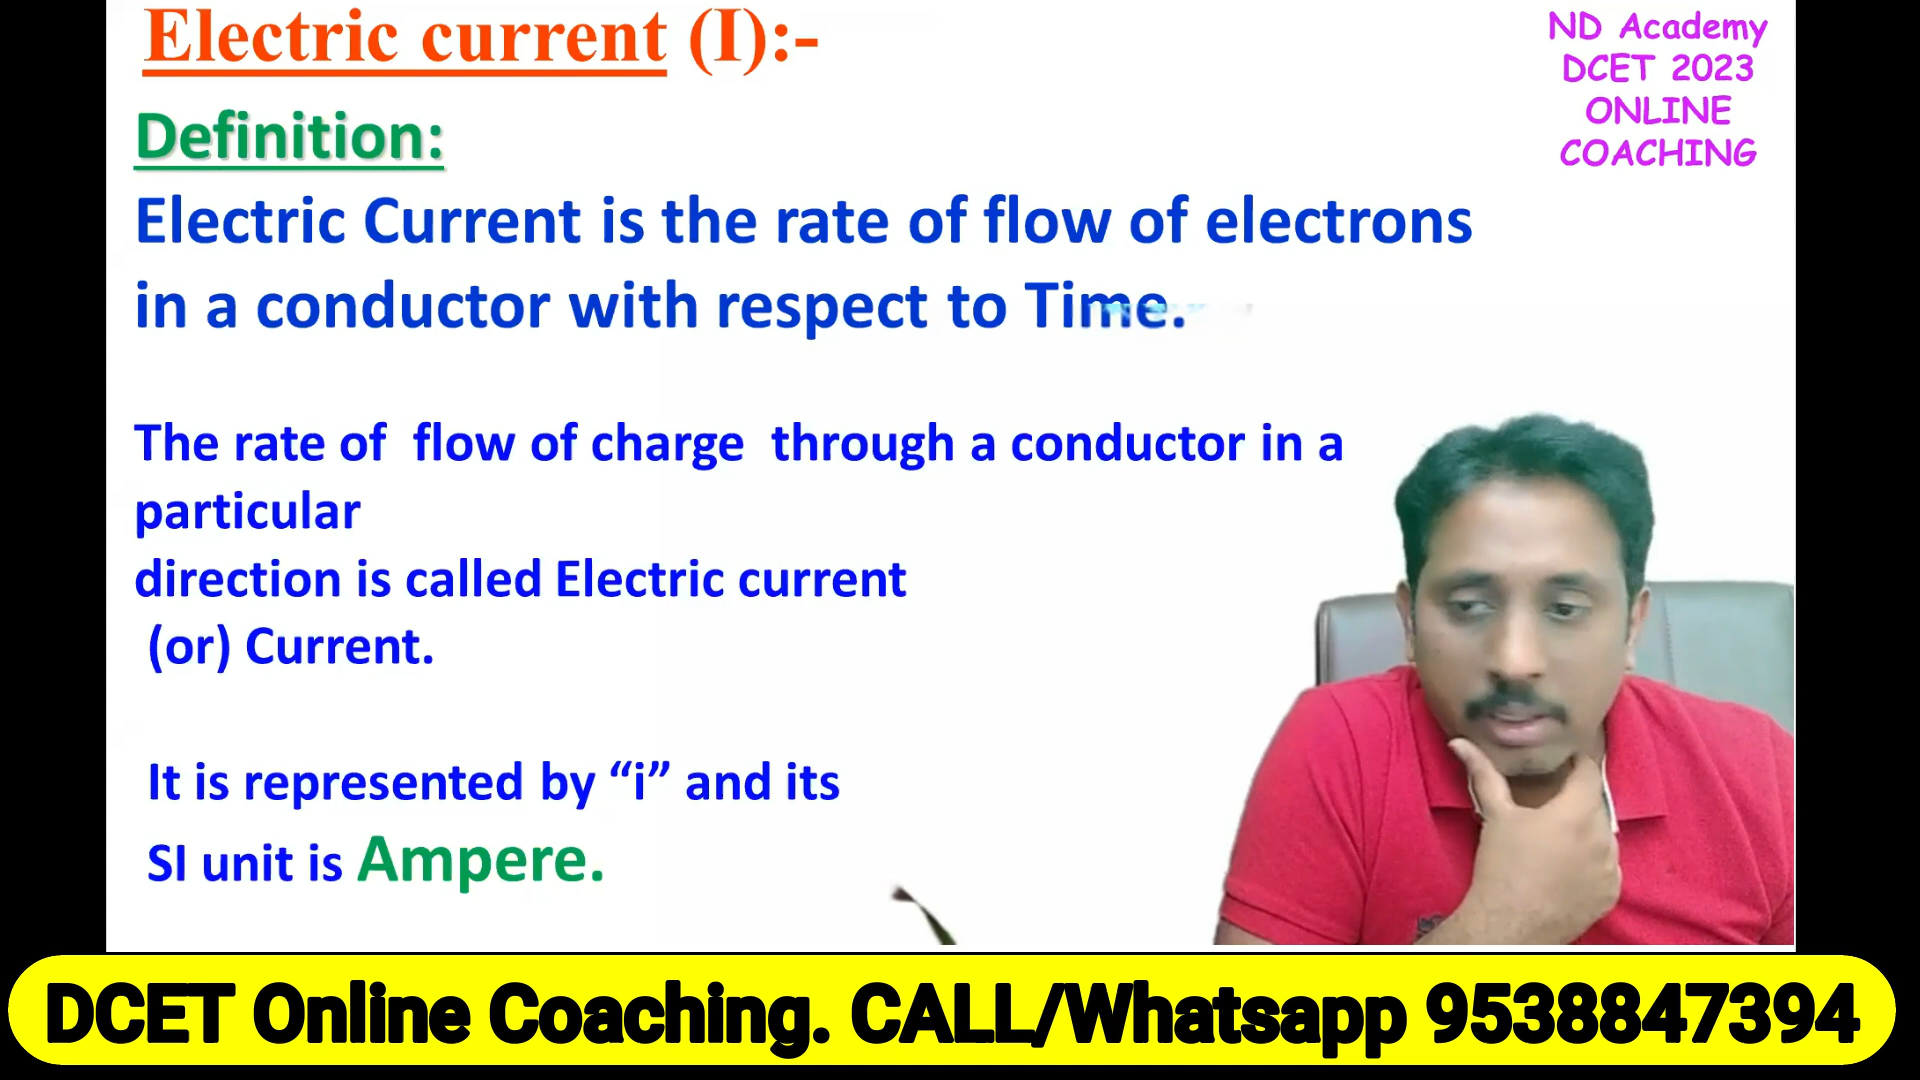 Electric current (I):-
ND Academy
DCET 2023
ONLINE
COACHING
Definition:
Electric Current is the rate of flow of electrons
in a conductor with respect to Time.
The rate of flow of charge through a conductor in a
particular
direction is called Electric current
(or) Current.
It is represented by “i” and its
SI unit is Ampere.
DCET Online Coaching. CALL/Whatsapp 9538847394